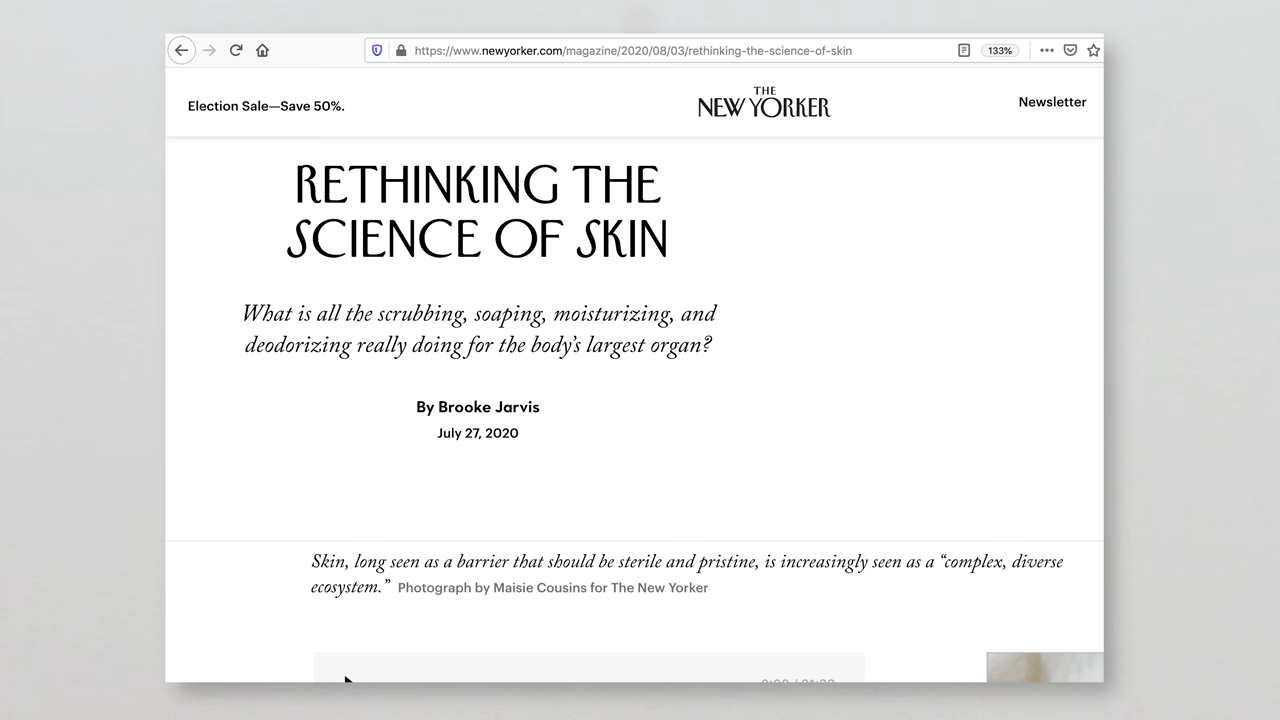 https://www.newyorker.com/magazine/2020/08/03/rethinking-the-science-of-skin
133%
Election Sale—Save 50%.
THE
NEW YORKER
Newsletter
RETHINKING THE
SCIENCE OF SKIN
What is all the scrubbing, soaping, moisturizing, and
deodorizing really doing for the body’s largest organ?
By Brooke Jarvis
July 27, 2020
Skin, long seen as a barrier that should be sterile and pristine, is increasingly seen as a “complex, diverse
ecosystem.” Photograph by Maisie Cousins for The New Yorker